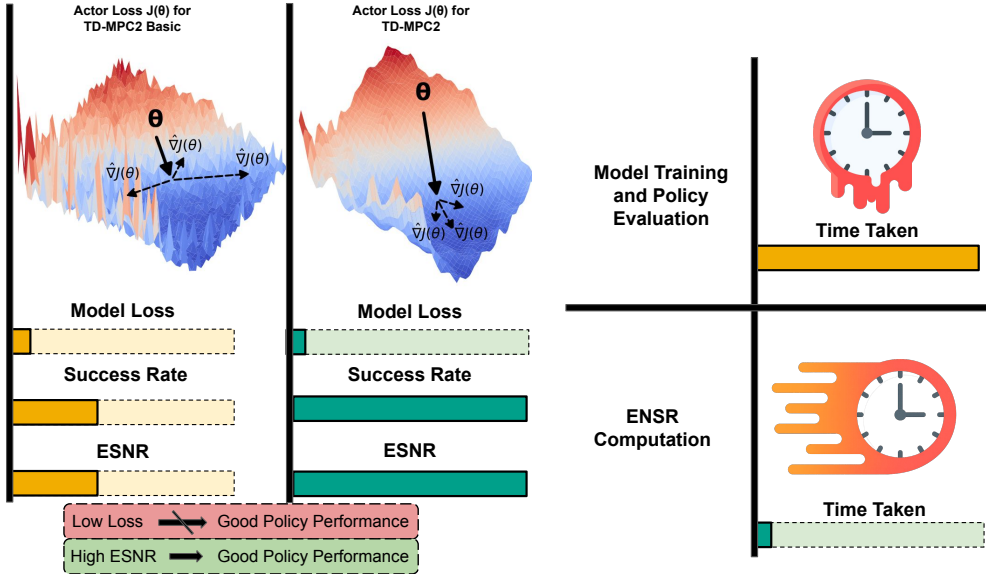 Actor Loss J(θ) for
TD-MPC2 Basic
θ
∇̂J(θ)
∇̂J(θ)
∇̂J(θ)
Model Loss
Success Rate
ESNR
Actor Loss J(θ) for
TD-MPC2
θ
∇̂J(θ)
∇̂J(θ)
∇̂J(θ)
Model Loss
Success Rate
ESNR
Low Loss Good Policy Performance
High ESNR Good Policy Performance
Model Training
and Policy
Evaluation
Time Taken
ENSR
Computation
Time Taken